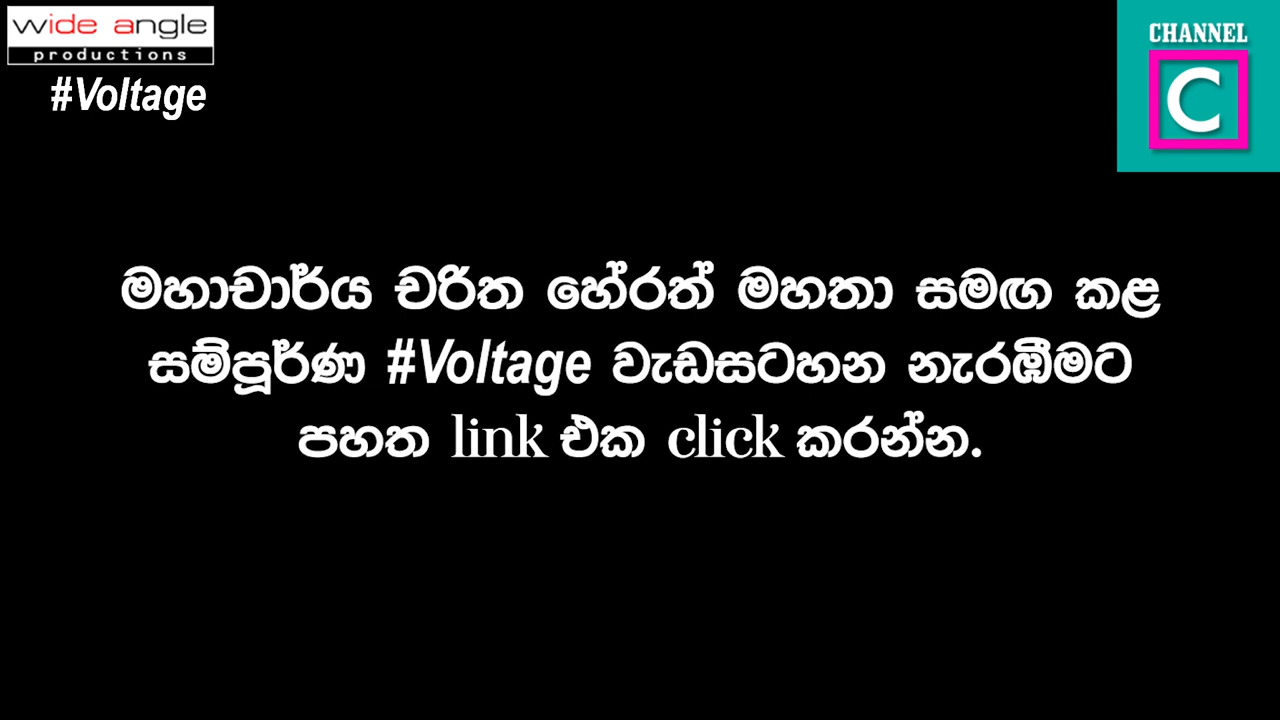 wide angle
productions
#Voltage
CHANNEL
C
මහාචාර්ය චරිත හේරත් මහතා සමඟ කළ
සම්පූර්ණ #Voltage වැඩසටහන නැරඹීමට
පහත link එක click කරන්න.